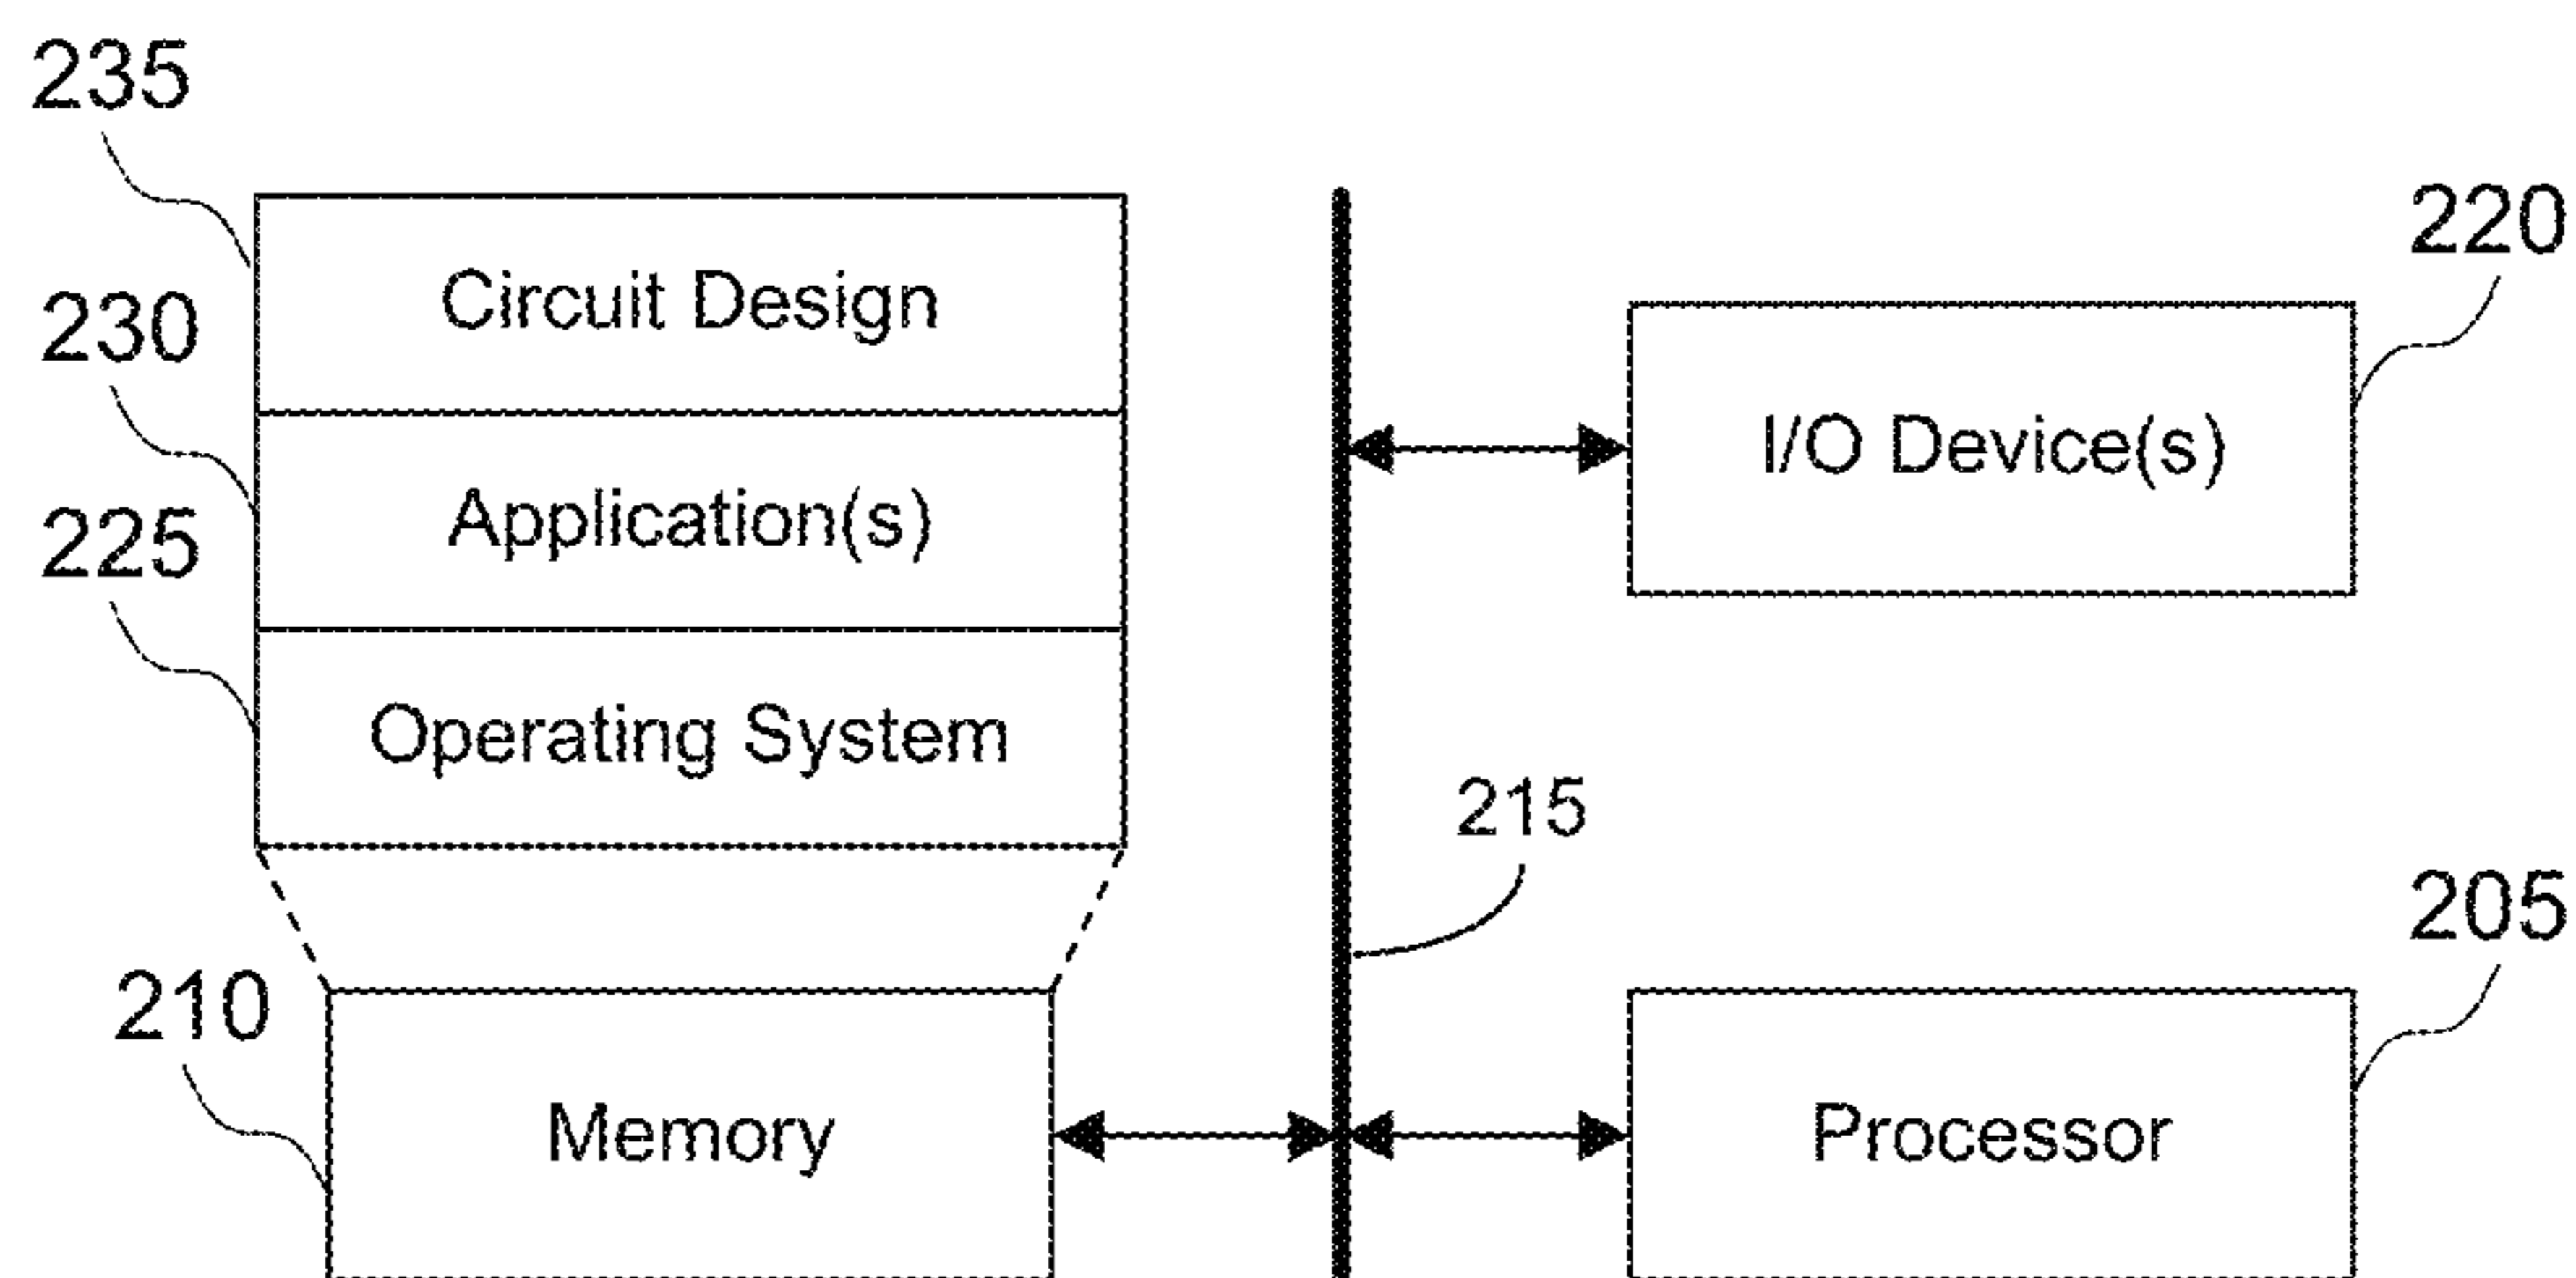 235
Circuit Design
220
230
I/O Device(s)
Application(s)
225
Operating System
215
205
210
Memory
Processor